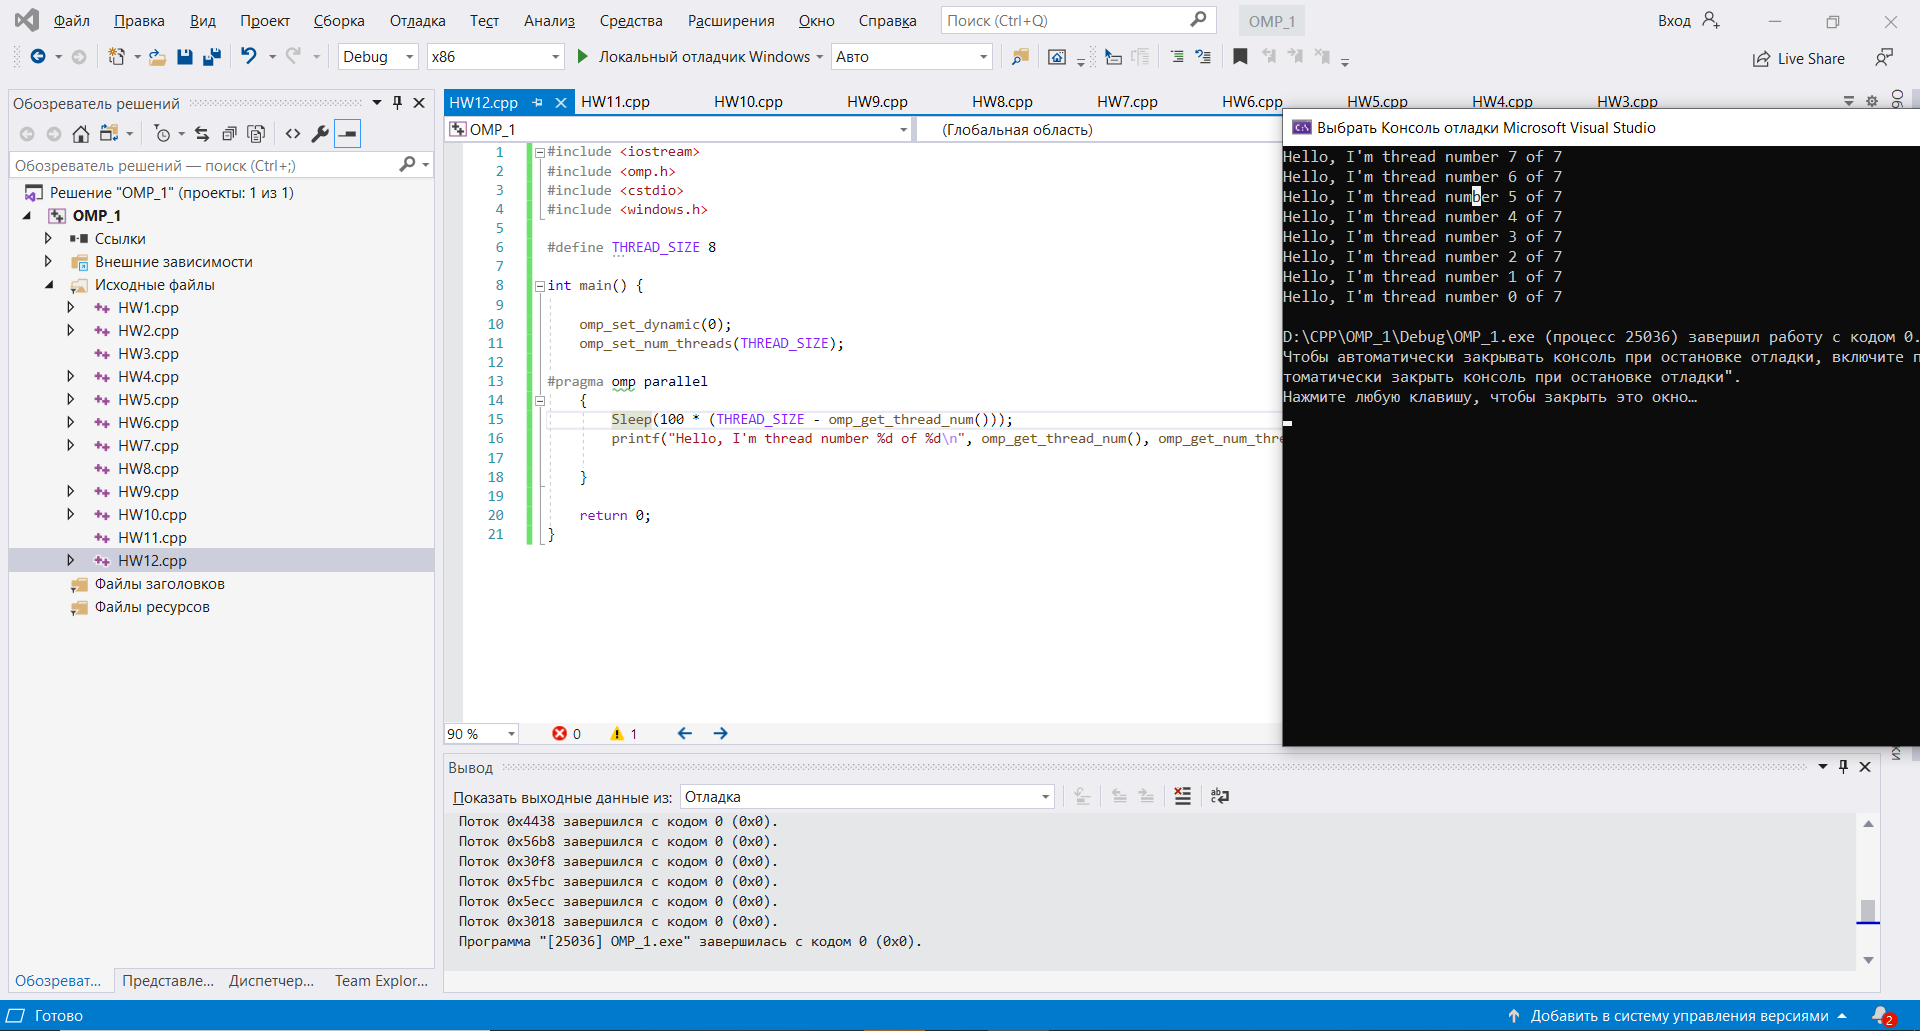 Файл Правка Вид Проект Сборка Отладка Тест Анализ Средства Расширения Окно Справка Поиск (Ctrl+Q) OMP_1 Вход
Debug x86 Локальный отладчик Windows Авто Live Share
Обозреватель решений
Обозреватель решений — поиск (Ctrl+;)
Решение "OMP_1" (проекты: 1 из 1)
OMP_1
Ссылки
Внешние зависимости
Исходные файлы
HW1.cpp
HW2.cpp
HW3.cpp
HW4.cpp
HW5.cpp
HW6.cpp
HW7.cpp
HW8.cpp
HW9.cpp
HW10.cpp
HW11.cpp
HW12.cpp
Файлы заголовков
Файлы ресурсов
Обозреват... Представле... Диспетчер... Team Explor...
HW12.cpp HW11.cpp HW10.cpp HW9.cpp HW8.cpp HW7.cpp HW6.cpp HW5.cpp HW4.cpp HW3.cpp
OMP_1 (Глобальная область)
1 #include <iostream>
2 #include <omp.h>
3 #include <cstdio>
4 #include <windows.h>
5
6 #define THREAD_SIZE 8
7
8 int main() {
9
10 omp_set_dynamic(0);
11 omp_set_num_threads(THREAD_SIZE);
12
13 #pragma omp parallel
14 {
15 Sleep(100 * (THREAD_SIZE - omp_get_thread_num()));
16 printf("Hello, I'm thread number %d of %d\n", omp_get_thread_num(), omp_get_num_thre
17
18 }
19
20 return 0;
21 }
90 % 0 1
Выбрать Консоль отладки Microsoft Visual Studio
Hello, I'm thread number 7 of 7
Hello, I'm thread number 6 of 7
Hello, I'm thread number 5 of 7
Hello, I'm thread number 4 of 7
Hello, I'm thread number 3 of 7
Hello, I'm thread number 2 of 7
Hello, I'm thread number 1 of 7
Hello, I'm thread number 0 of 7
D:\CPP\OMP_1\Debug\OMP_1.exe (процесс 25036) завершил работу с кодом 0.
Чтобы автоматически закрывать консоль при остановке отладки, включите п
томатически закрыть консоль при остановке отладки".
Нажмите любую клавишу, чтобы закрыть это окно…
Вывод
Показать выходные данные из: Отладка
Поток 0x4438 завершился с кодом 0 (0x0).
Поток 0x56b8 завершился с кодом 0 (0x0).
Поток 0x30f8 завершился с кодом 0 (0x0).
Поток 0x5fbc завершился с кодом 0 (0x0).
Поток 0x5ecc завершился с кодом 0 (0x0).
Поток 0x3018 завершился с кодом 0 (0x0).
Программа "[25036] OMP_1.exe" завершилась с кодом 0 (0x0).
Готово Добавить в систему управления версиями 2